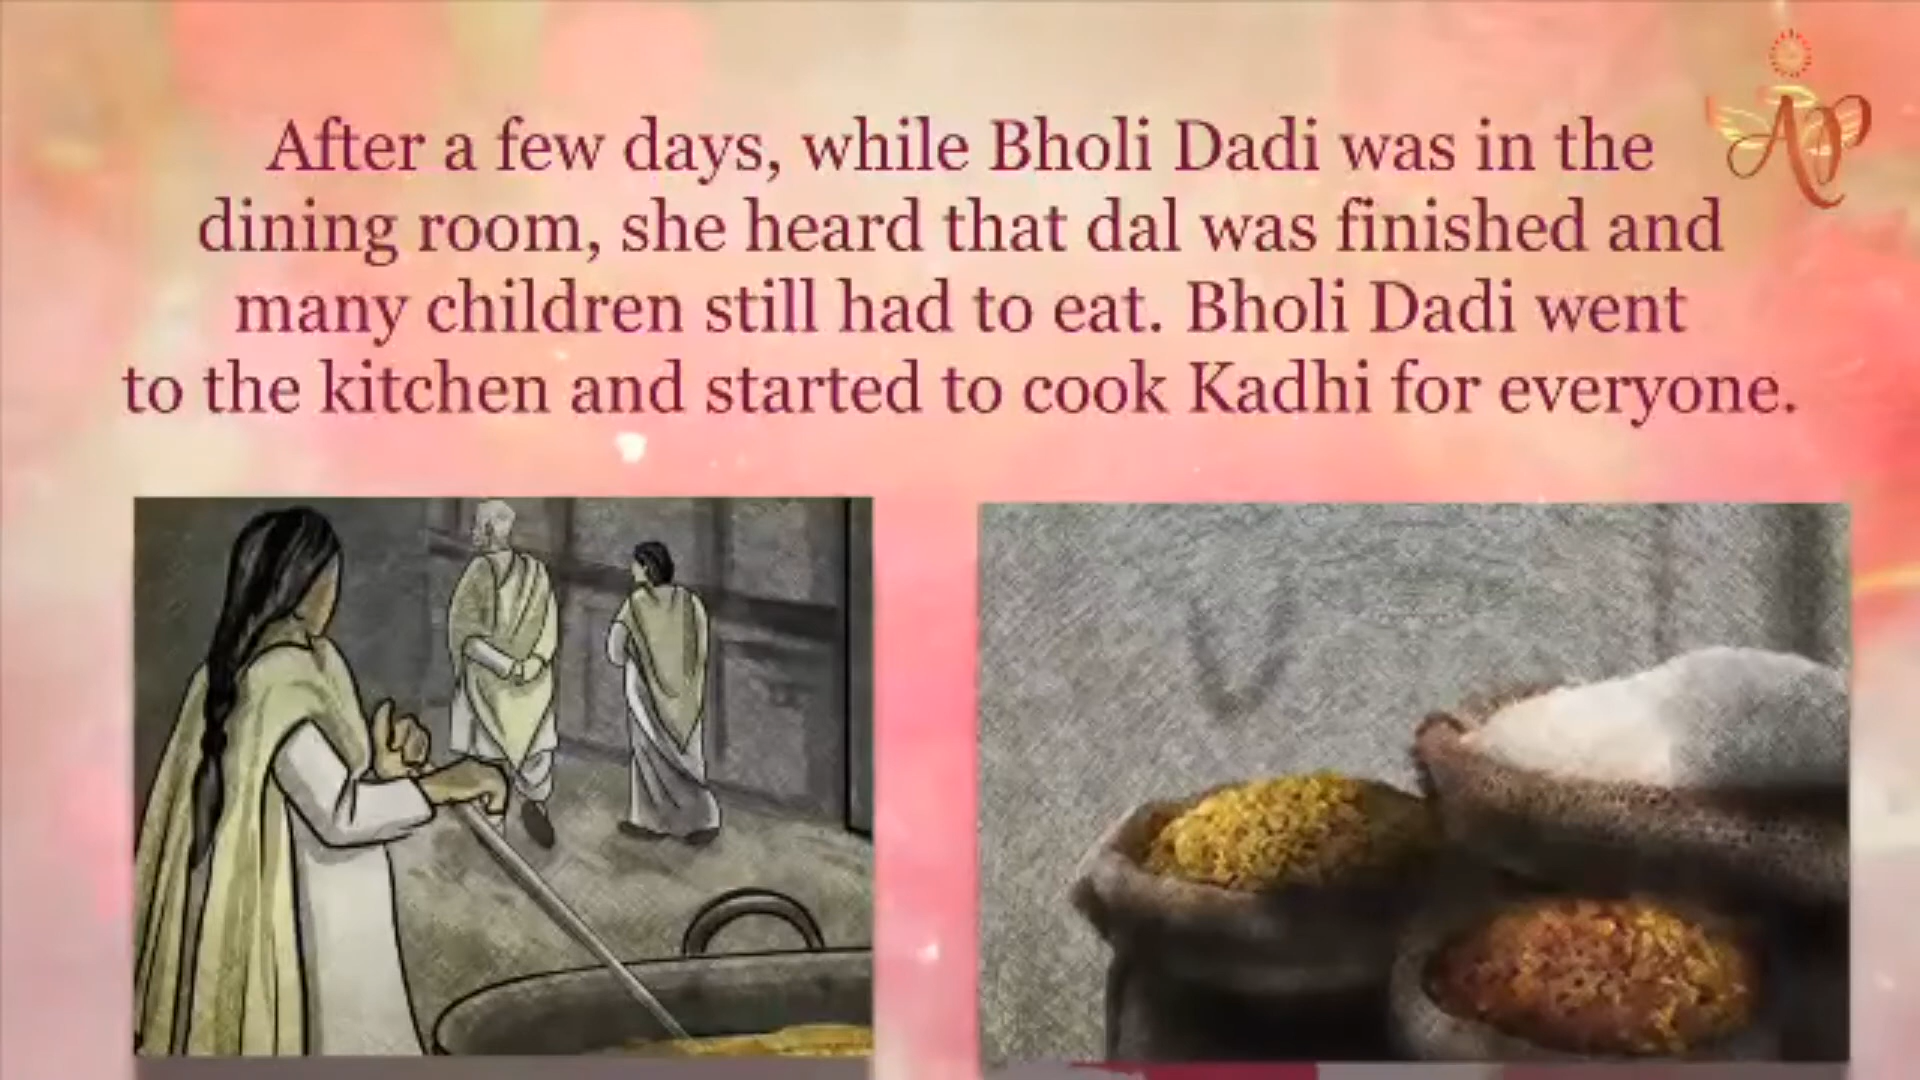 After a few days, while Bholi Dadi was in the
dining room, she heard that dal was finished and
many children still had to eat. Bholi Dadi went
to the kitchen and started to cook Kadhi for everyone.
AP